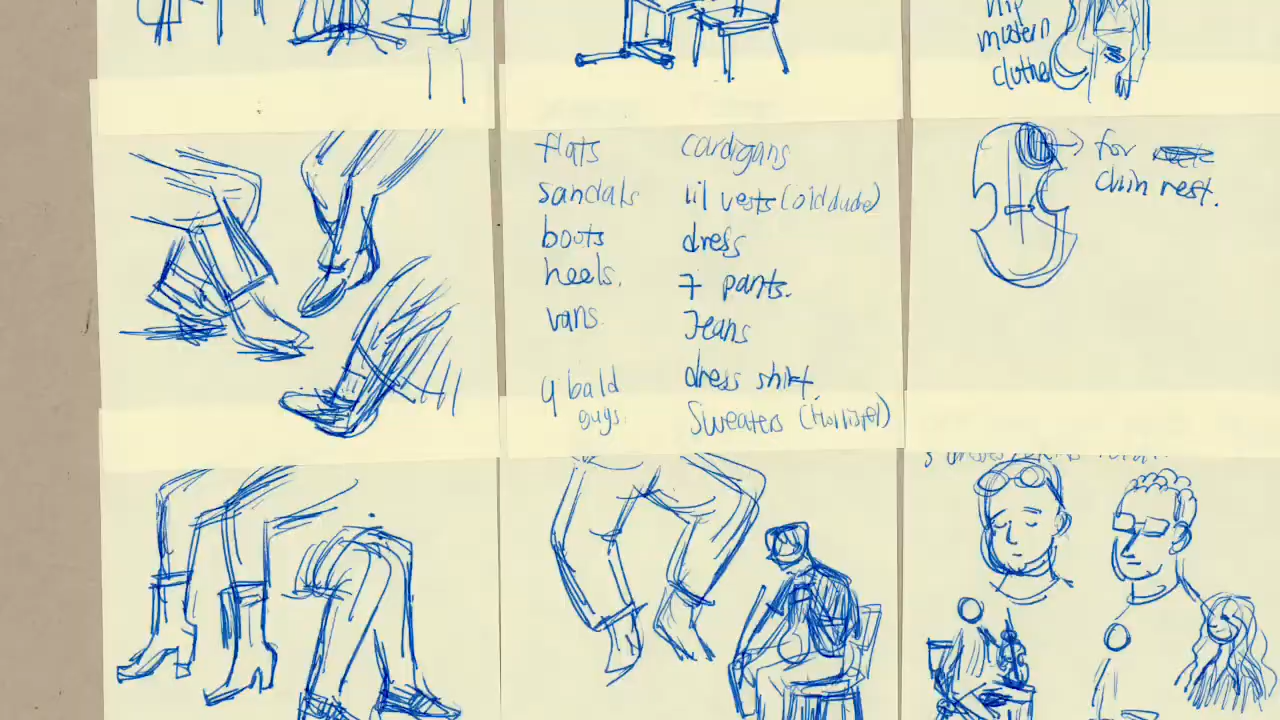 hip
modern
clothes
flats
sandals
boots
heels.
vans.
4 bald
guys.
cardigans
lil vests (old dude)
dress
7 pants.
Jeans
dress shirt.
Sweaters (Hollister)
for
chin rest.